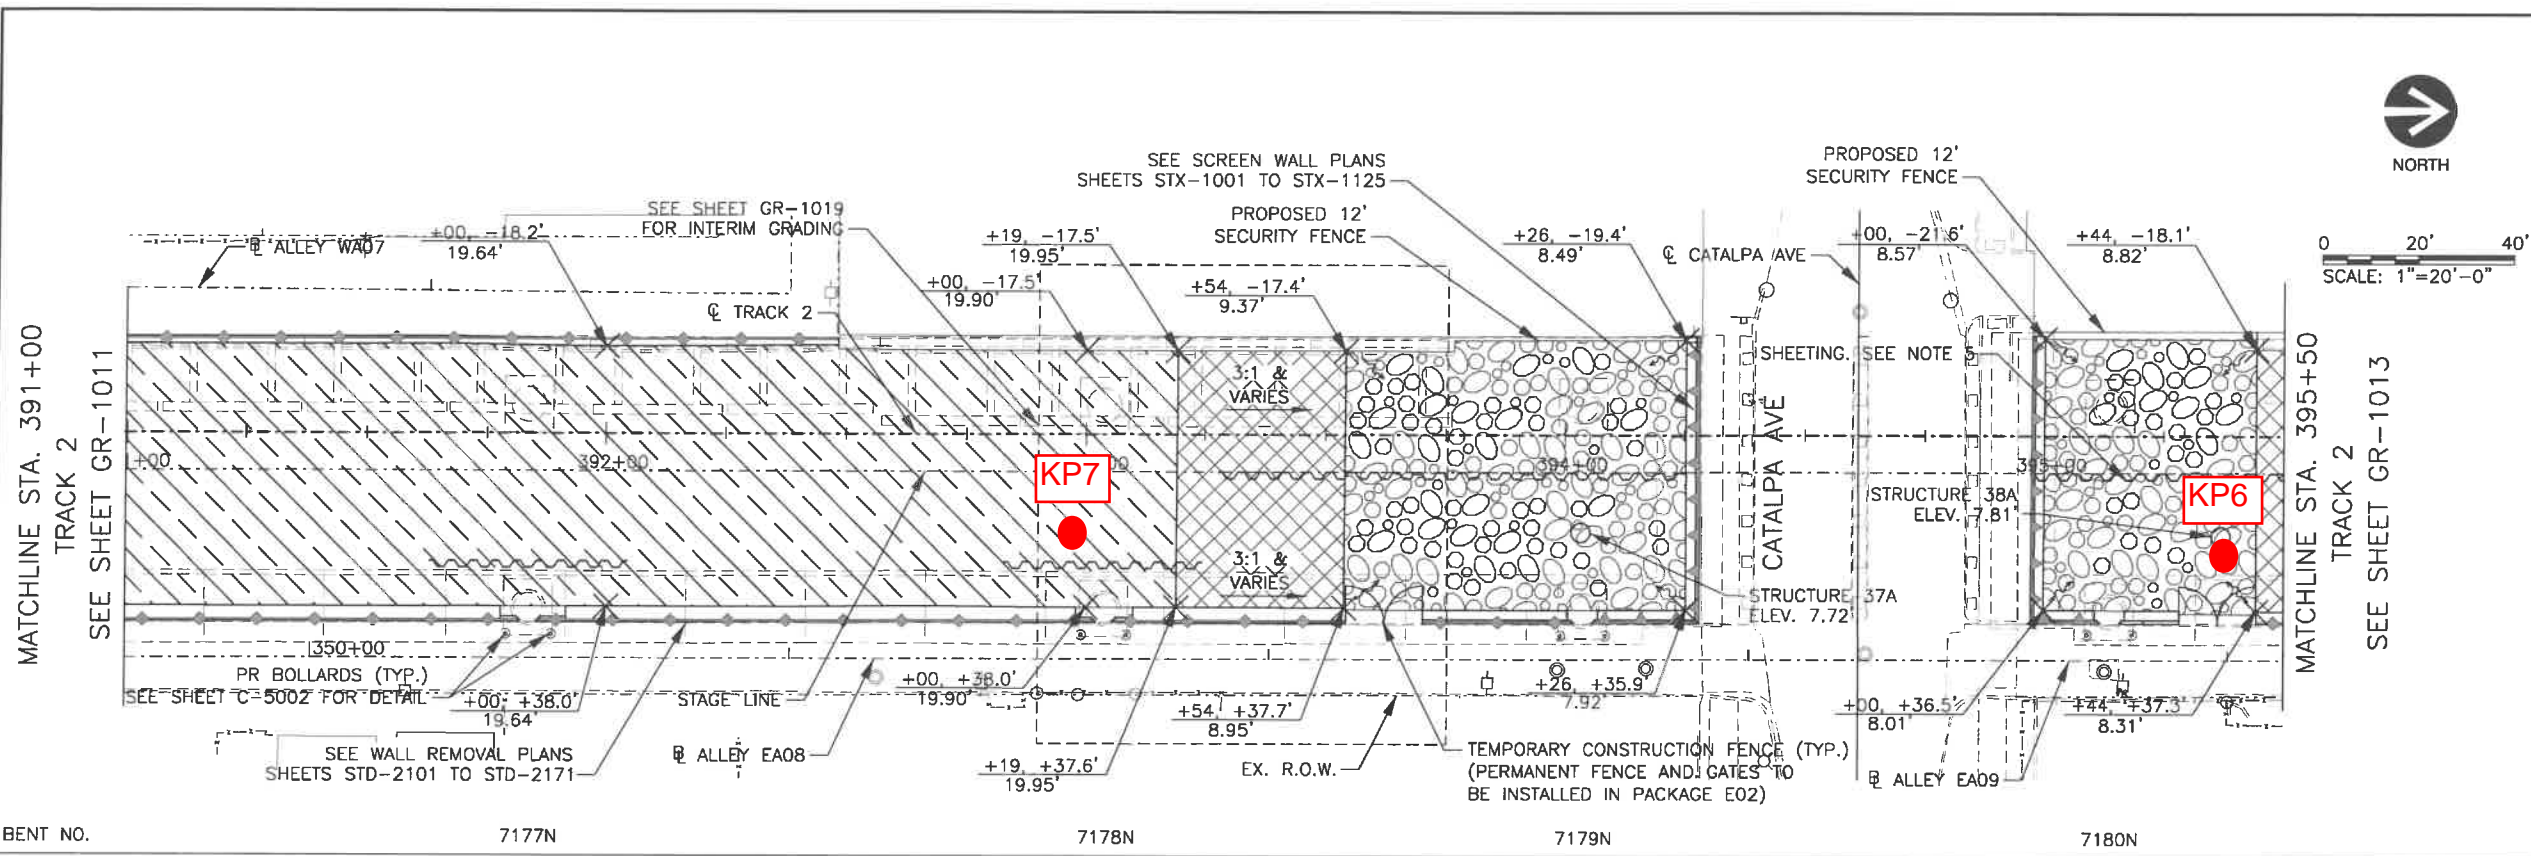 MATCHLINE STA. 391+00
TRACK 2
SEE SHEET GR-1011
℄ ALLEY WA07
+00, -18.2'
19.64'
SEE SHEET GR-1019
FOR INTERIM GRADING
℄ TRACK 2
+00, -17.5'
19.90'
+19, -17.5'
19.95'
SEE SCREEN WALL PLANS
SHEETS STX-1001 TO STX-1125
PROPOSED 12'
SECURITY FENCE
+54, -17.4'
9.37'
+26, -19.4'
8.49'
℄ CATALPA AVE
PROPOSED 12'
SECURITY FENCE
+00, -21.6'
8.57'
+44, -18.1'
8.82'
NORTH
0 20' 40'
SCALE: 1"=20'-0"
1+00
392+00
KP7
00
3:1 &
VARIES
3:1 &
VARIES
394+00
SHEETING. SEE NOTE 5
CATALPA AVE
395+00
STRUCTURE 38A
ELEV. 7.81'
KP6
STRUCTURE 37A
ELEV. 7.72'
MATCHLINE STA. 395+50
TRACK 2
SEE SHEET GR-1013
350+00
PR BOLLARDS (TYP.)
SEE SHEET C-5002 FOR DETAIL
+00, +38.0'
19.64'
SEE WALL REMOVAL PLANS
SHEETS STD-2101 TO STD-2171
STAGE LINE
℄ ALLEY EA08
+00, +38.0'
19.90'
+19, +37.6'
19.95'
+54, +37.7'
8.95'
EX. R.O.W.
+26, +35.9'
7.92'
TEMPORARY CONSTRUCTION FENCE (TYP.)
(PERMANENT FENCE AND GATES TO
BE INSTALLED IN PACKAGE E02)
+00, +36.5'
8.01'
℄ ALLEY EA09
+44, +37.3'
8.31'
BENT NO. 7177N 7178N 7179N 7180N